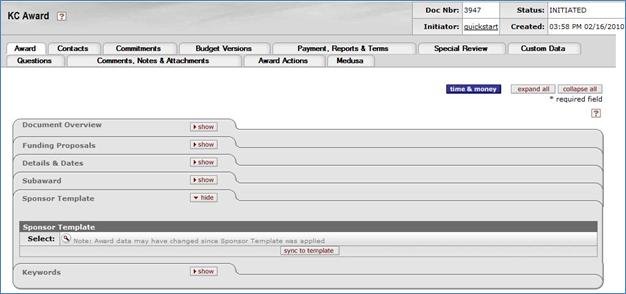 KC Award ?
Doc Nbr: 3947 Status: INITIATED
Initiator: quickstart Created: 03:58 PM 02/16/2010
Award Contacts Commitments Budget Versions Payment, Reports & Terms Special Review Custom Data
Questions Comments, Notes & Attachments Award Actions Medusa
time & money expand all collapse all
* required field
?
Document Overview show
Funding Proposals show
Details & Dates show
Subaward show
Sponsor Template hide
Sponsor Template
Select: Note: Award data may have changed since Sponsor Template was applied
sync to template
Keywords show